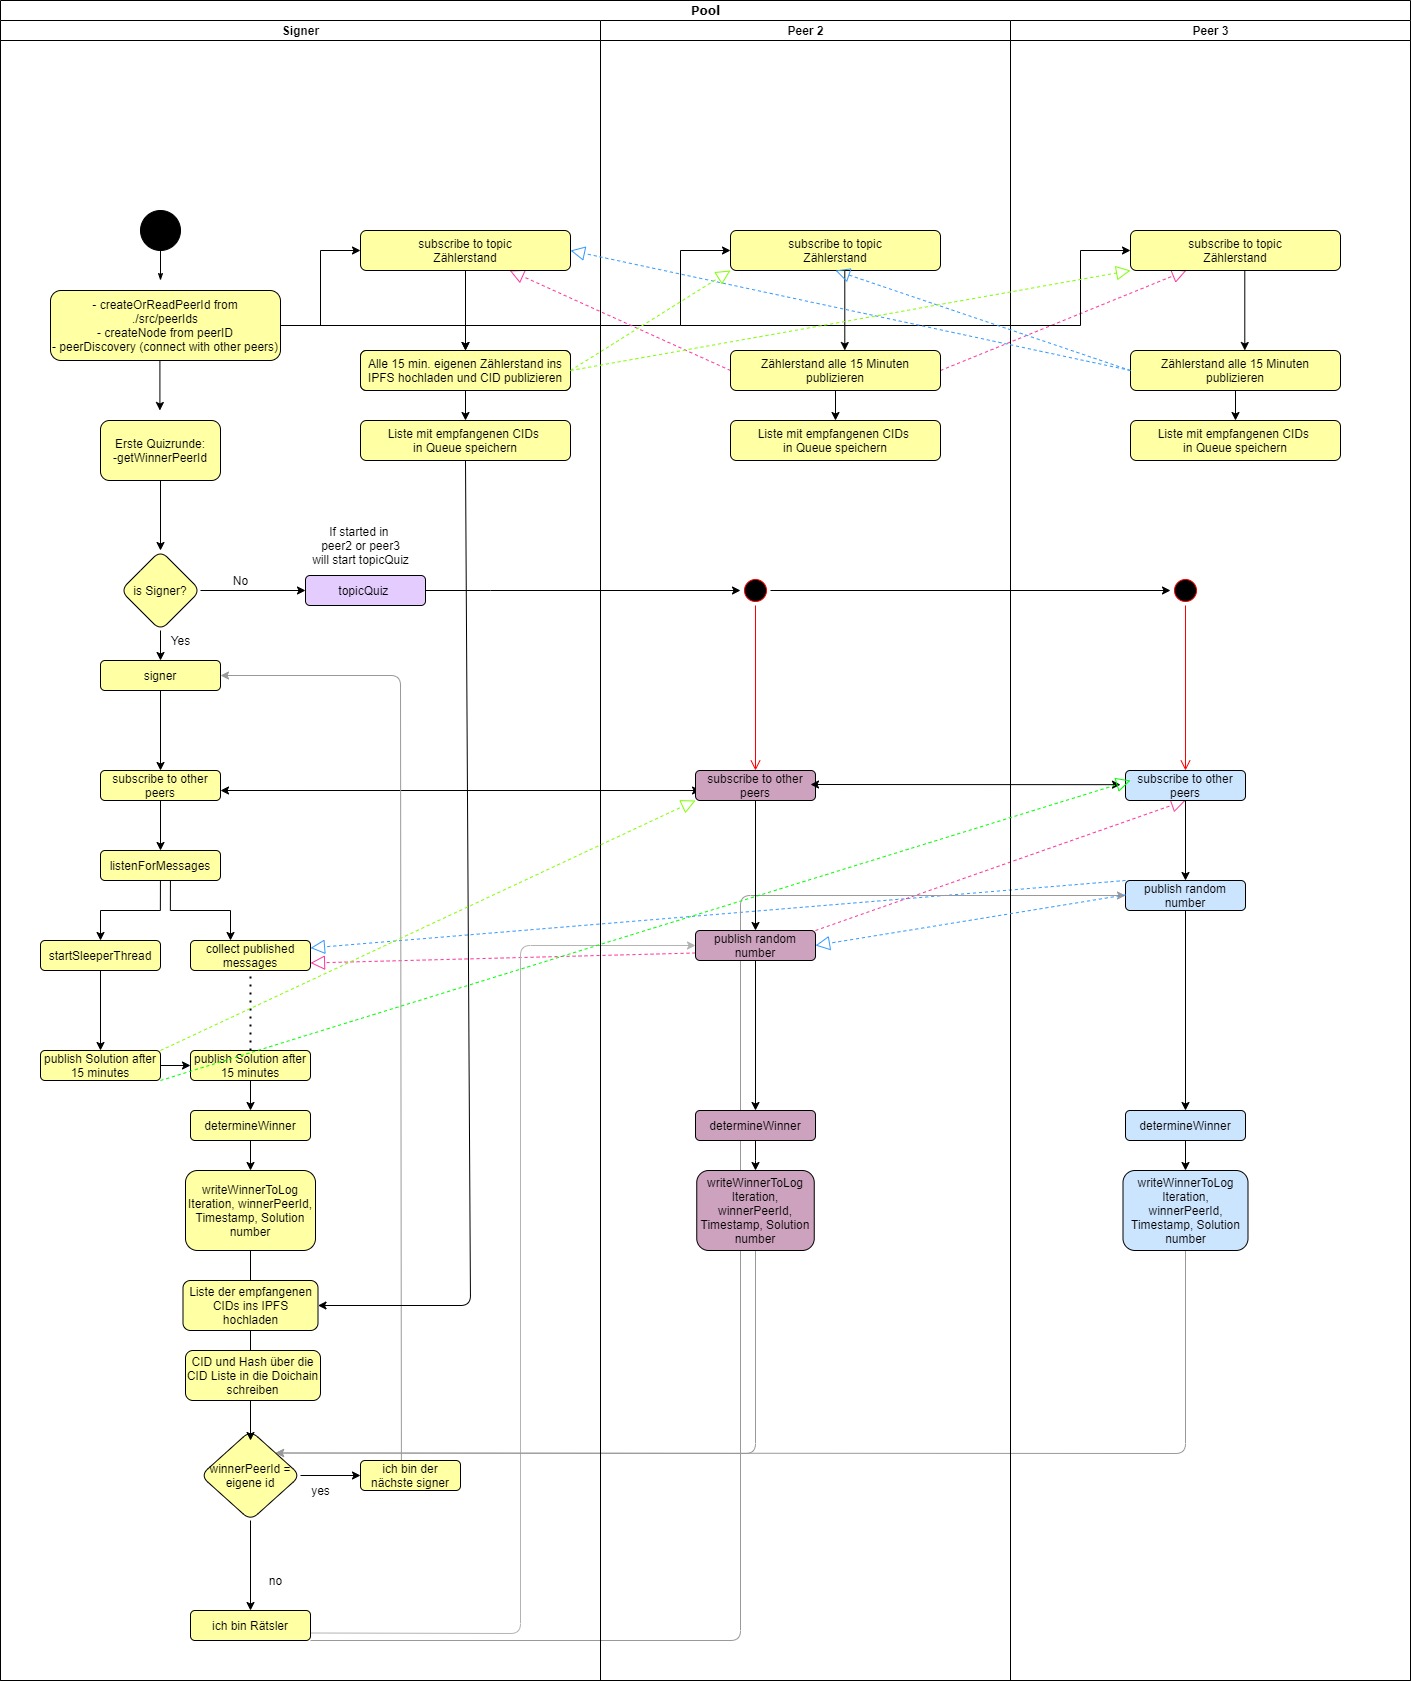 Pool
Signer
Peer 2
Peer 3
subscribe to topic
Zählerstand
subscribe to topic
Zählerstand
subscribe to topic
Zählerstand
- createOrReadPeerId from
./src/peerIds
- createNode from peerID
- peerDiscovery (connect with other peers)
Alle 15 min. eigenen Zählerstand ins
IPFS hochladen und CID publizieren
Zählerstand alle 15 Minuten
publizieren
Zählerstand alle 15 Minuten
publizieren
Erste Quizrunde:
-getWinnerPeerId
Liste mit empfangenen CIDs
in Queue speichern
Liste mit empfangenen CIDs
in Queue speichern
Liste mit empfangenen CIDs
in Queue speichern
If started in
peer2 or peer3
will start topicQuiz
is Signer?
No
topicQuiz
Yes
signer
subscribe to other
peers
subscribe to other
peers
subscribe to other
peers
listenForMessages
publish random
number
startSleeperThread
collect published
messages
publish random
number
publish Solution after
15 minutes
publish Solution after
15 minutes
determineWinner
determineWinner
determineWinner
writeWinnerToLog
Iteration, winnerPeerId,
Timestamp, Solution
number
writeWinnerToLog
Iteration,
winnerPeerId,
Timestamp, Solution
number
writeWinnerToLog
Iteration,
winnerPeerId,
Timestamp, Solution
number
Liste der empfangenen
CIDs ins IPFS
hochladen
CID und Hash über die
CID Liste in die Doichain
schreiben
winnerPeerId =
eigene id
yes
ich bin der
nächste signer
no
ich bin Rätsler